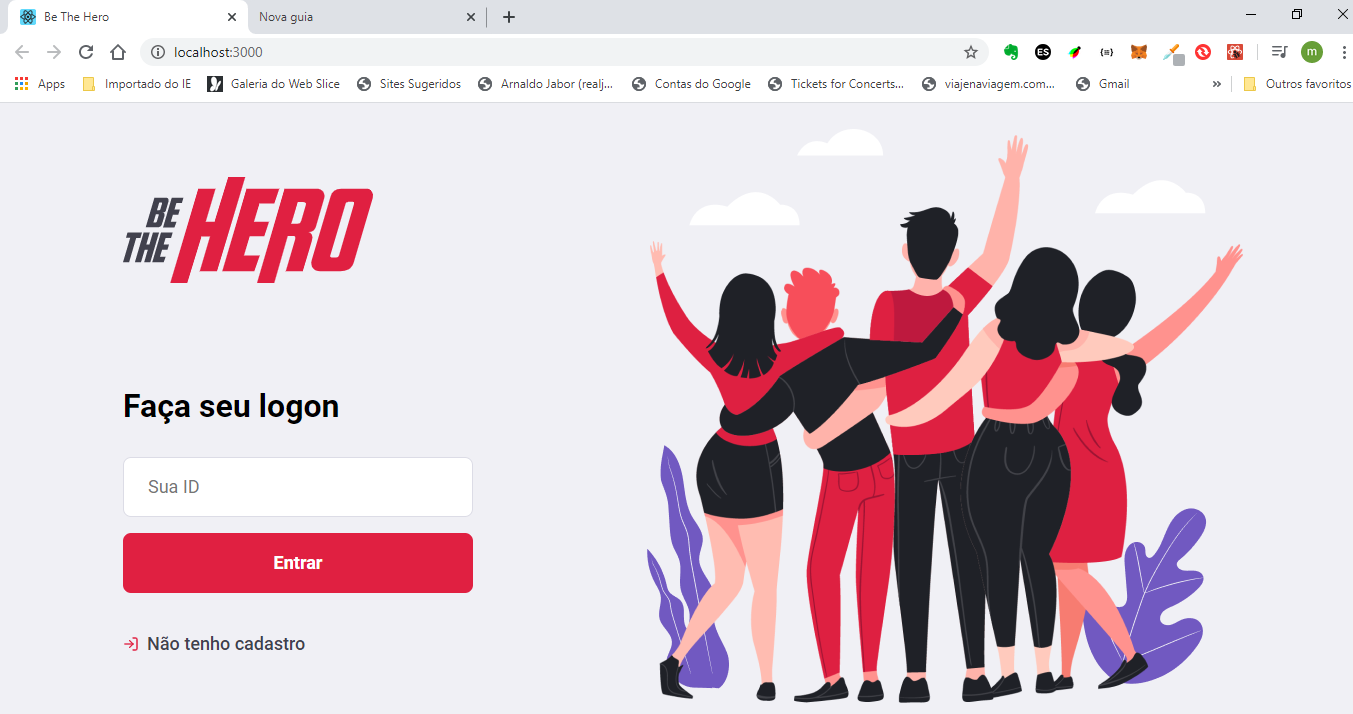 Be The Hero
Nova guia
localhost:3000
ES
{≡}
m
Apps
Importado do IE
Galeria do Web Slice
Sites Sugeridos
Arnaldo Jabor (realj...
Contas do Google
Tickets for Concerts...
viajenaviagem.com...
Gmail
»
Outros favoritos
BE
THE
HERO
Faça seu logon
Sua ID
Entrar
Não tenho cadastro